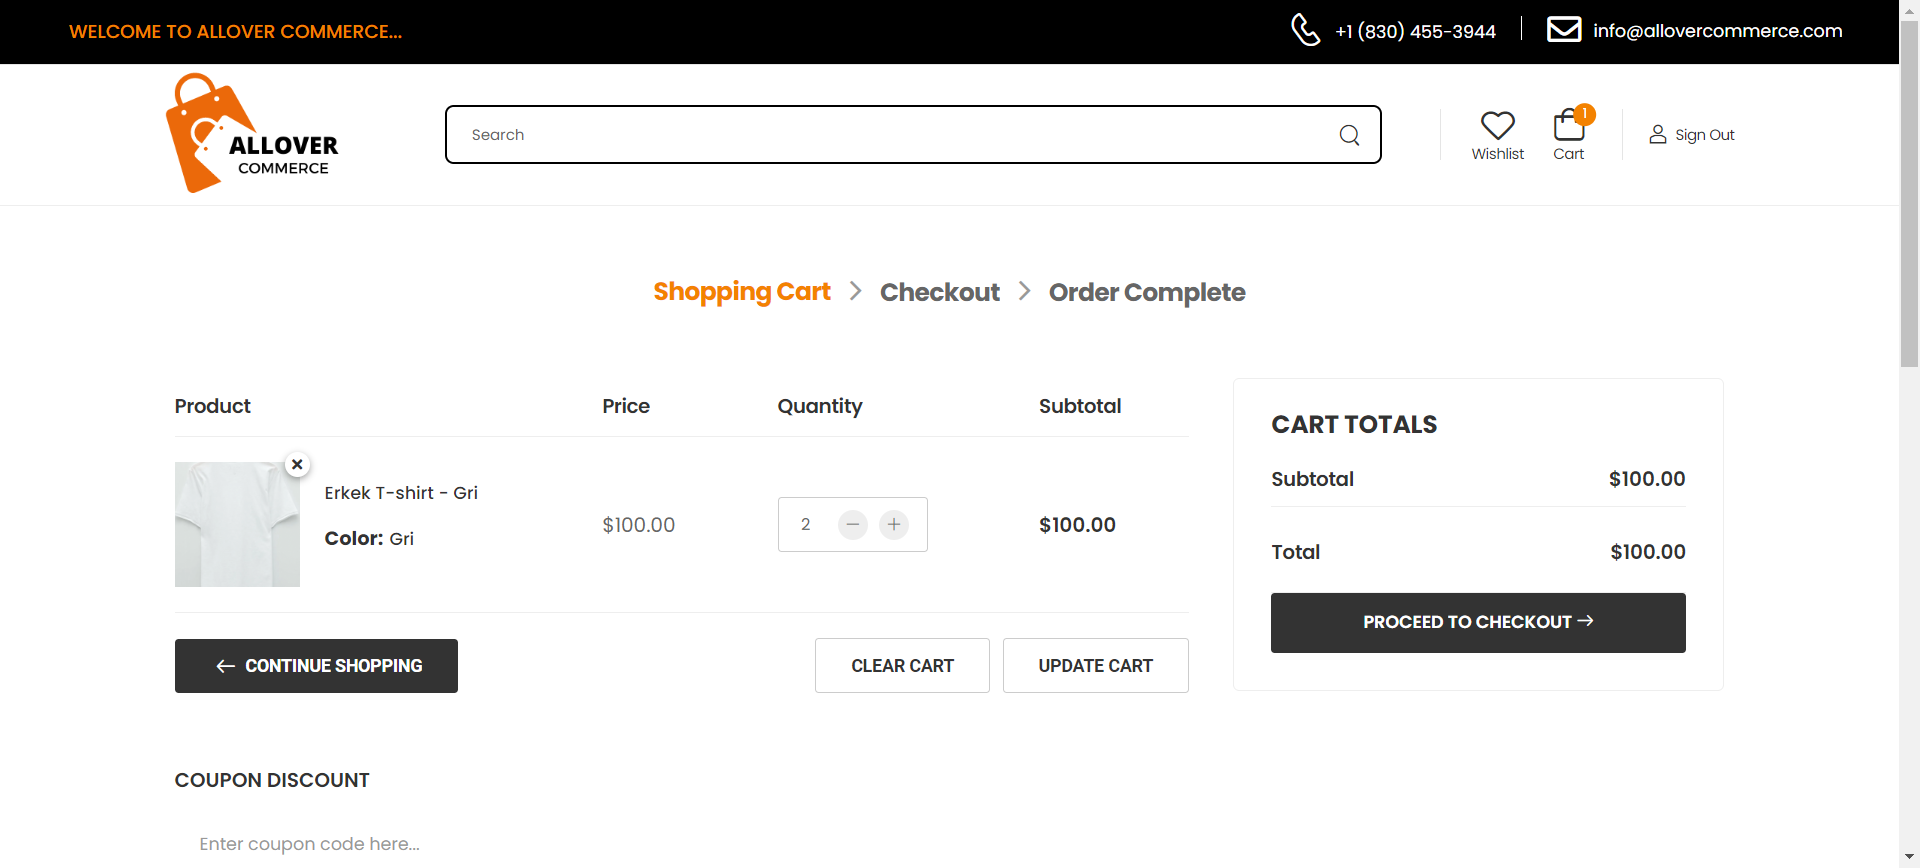 WELCOME TO ALLOVER COMMERCE...
+1 (830) 455-3944
info@allovercommerce.com
ALLOVER
COMMERCE
Search
Wishlist
1
Cart
Sign Out
Shopping Cart
Checkout
Order Complete
Product Price Quantity Subtotal
Erkek T-shirt - Gri
Color: Gri
$100.00
2
$100.00
CONTINUE SHOPPING
CLEAR CART
UPDATE CART
CART TOTALS
Subtotal $100.00
Total $100.00
PROCEED TO CHECKOUT
COUPON DISCOUNT
Enter coupon code here...